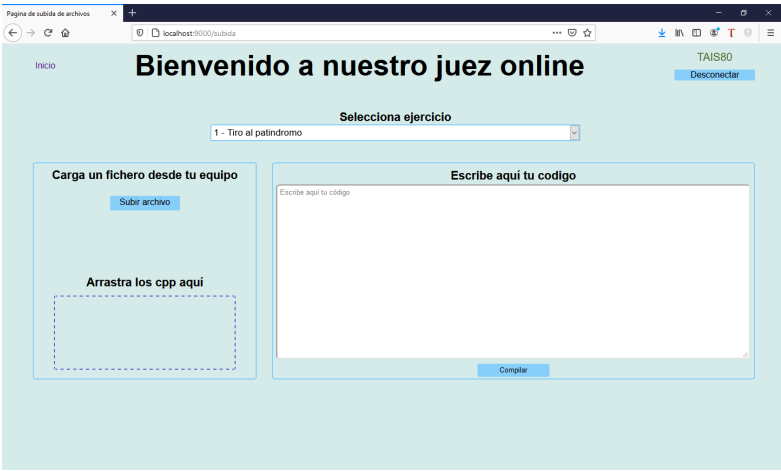 Pagina de subida de archivos
localhost:9000/subida
Inicio
Bienvenido a nuestro juez online
TAIS80
Desconectar
Selecciona ejercicio
1 - Tiro al patindromo
Carga un fichero desde tu equipo
Subir archivo
Arrastra los cpp aquí
Escribe aquí tu codigo
Escribe aquí tu código
Compilar